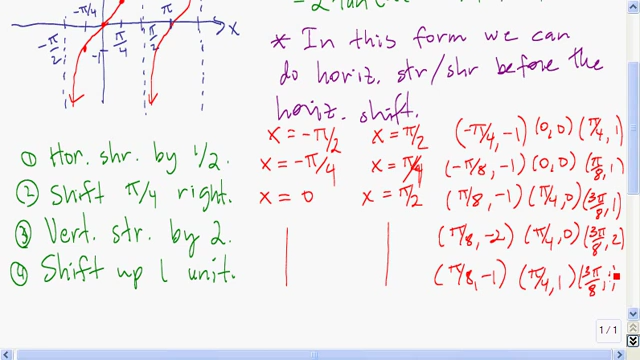 -π/4 π x
-π/2 -1 π/4 π/2
* In this form we can
do horiz. str/shr before the
horiz. shift.
x = -π/2 x = π/2 (-π/4, -1) (0, 0) (π/4, 1)
① Hor. shr. by 1/2. x = -π/4 x = π/4 (-π/8, -1) (0, 0) (π/8, 1)
② Shift π/4 right. x = 0 x = π/2 (π/8, -1) (π/4, 0) (3π/8, 1)
③ Vert. str. by 2. (π/8, -2) (π/4, 0) (3π/8, 2)
④ Shift up 1 unit. (π/8, -1) (π/4, 1) (3π/8,
1/1